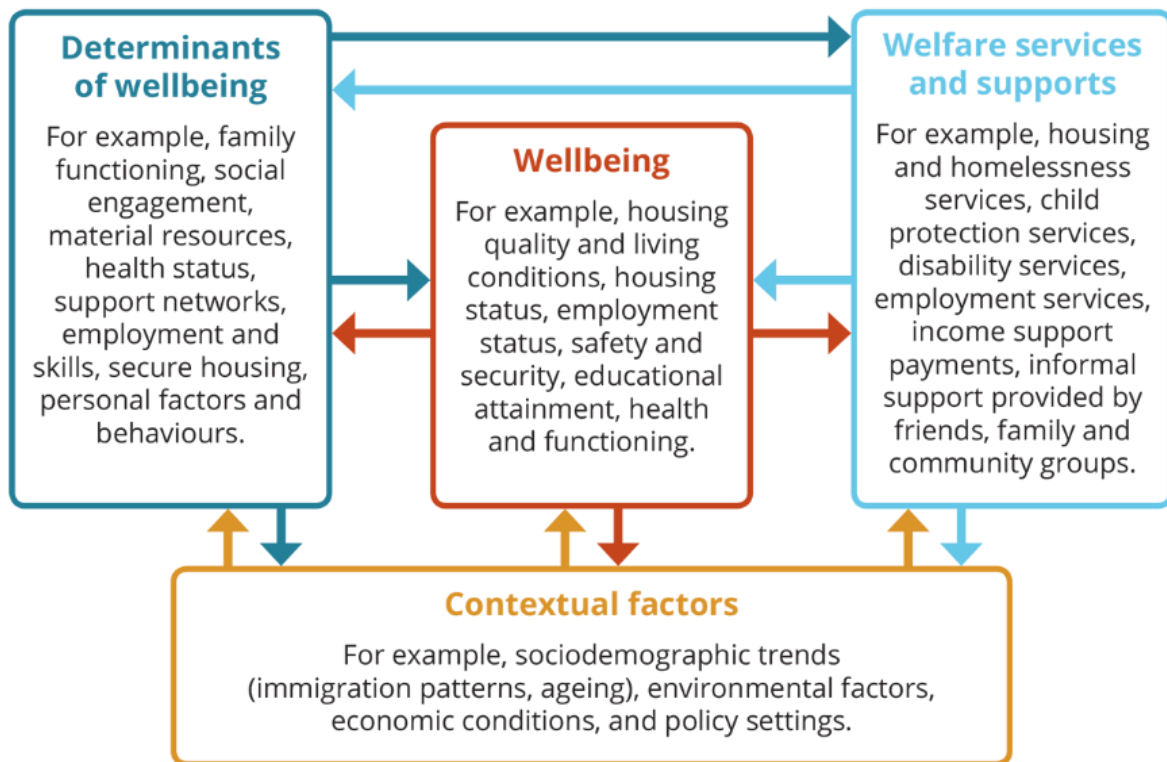 Determinants
of wellbeing
For example, family
functioning, social
engagement,
material resources,
health status,
support networks,
employment and
skills, secure housing,
personal factors and
behaviours.
Wellbeing
For example, housing
quality and living
conditions, housing
status, employment
status, safety and
security, educational
attainment, health
and functioning.
Welfare services
and supports
For example, housing
and homelessness
services, child
protection services,
disability services,
employment services,
income support
payments, informal
support provided by
friends, family and
community groups.
Contextual factors
For example, sociodemographic trends
(immigration patterns, ageing), environmental factors,
economic conditions, and policy settings.